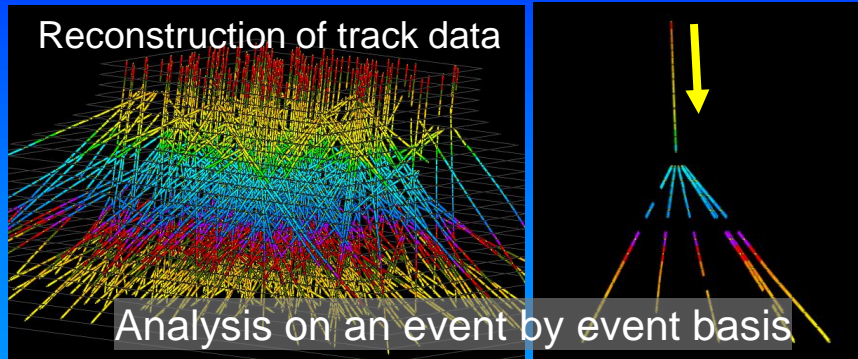 Reconstruction of track data
Analysis on an event by event basis